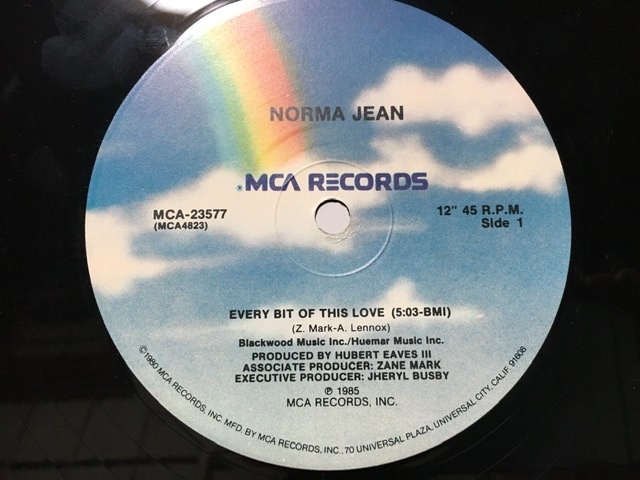 NORMA JEAN
®MCA RECORDS
MCA-23577
(MCA4823)
12" 45 R.P.M.
Side 1
EVERY BIT OF THIS LOVE (5:03-BMI)
(Z. Mark-A. Lennox)
Blackwood Music Inc./Huemar Music Inc.
PRODUCED BY HUBERT EAVES III
ASSOCIATE PRODUCER: ZANE MARK
EXECUTIVE PRODUCER: JHERYL BUSBY
℗ 1985
MCA RECORDS, INC.
©1980 MCA RECORDS, INC. MFD. BY MCA RECORDS, INC., 70 UNIVERSAL PLAZA, UNIVERSAL CITY, CALIF. 91608